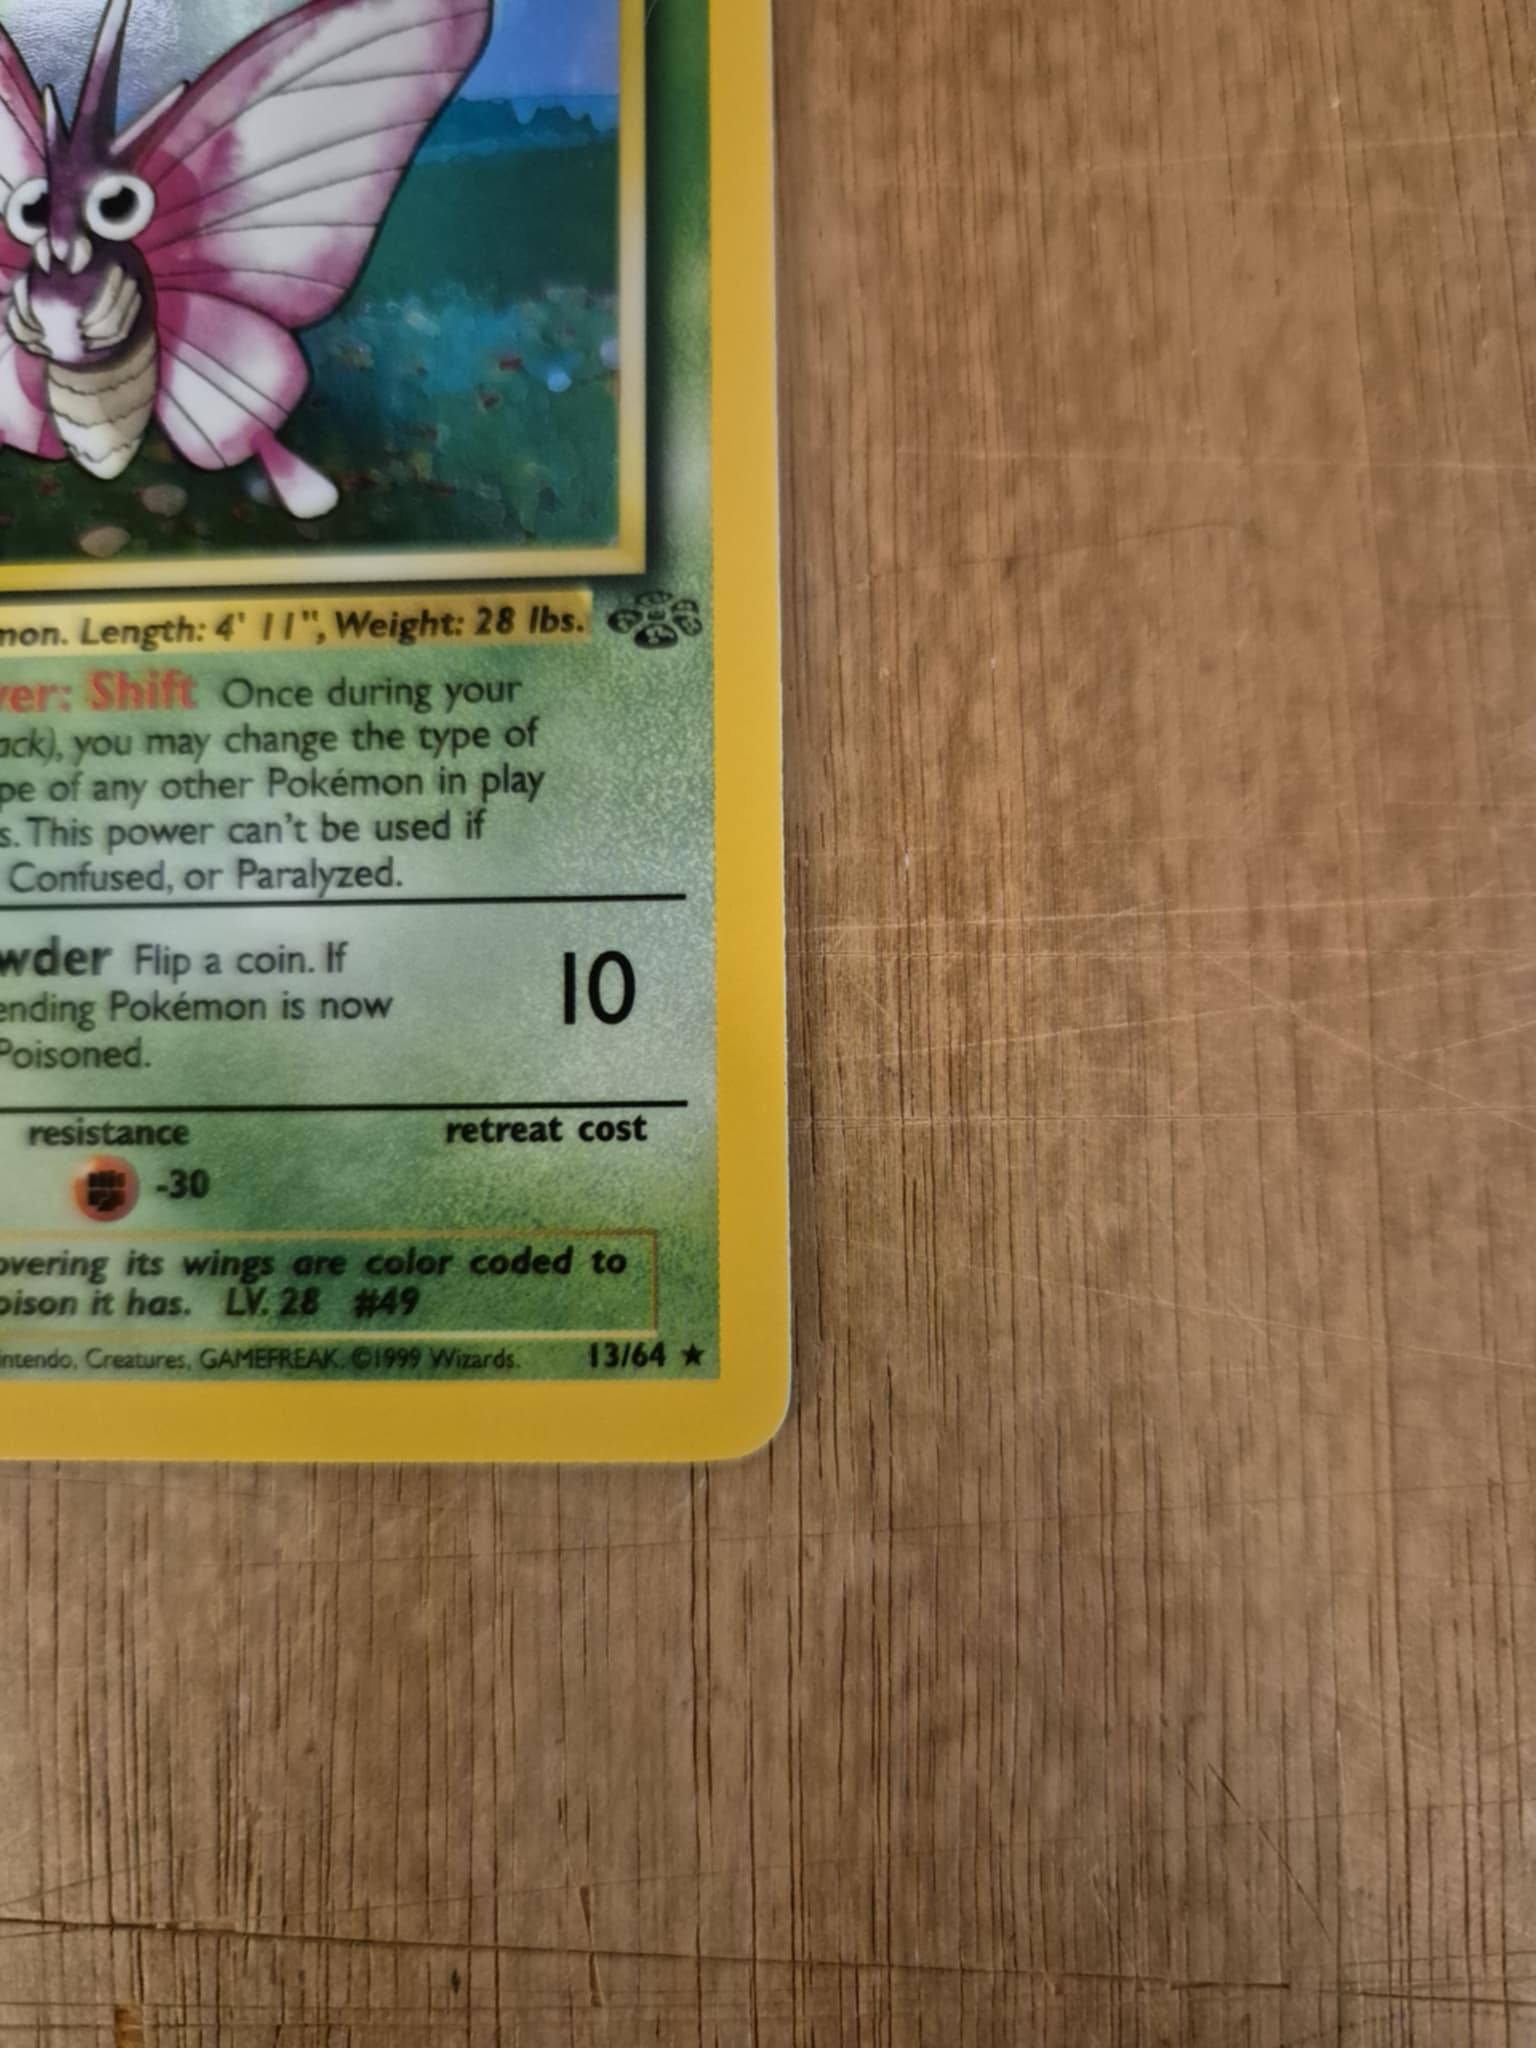 mon. Length: 4' 11", Weight: 28 lbs.
wer: Shift Once during your
ack), you may change the type of
pe of any other Pokémon in play
s. This power can't be used if
Confused, or Paralyzed.
wder Flip a coin. If
ending Pokémon is now
Poisoned.
10
resistance retreat cost
-30
overing its wings are color coded to
oison it has. LV. 28 #49
intendo, Creatures, GAMEFREAK. ©1999 Wizards. 13/64 ★